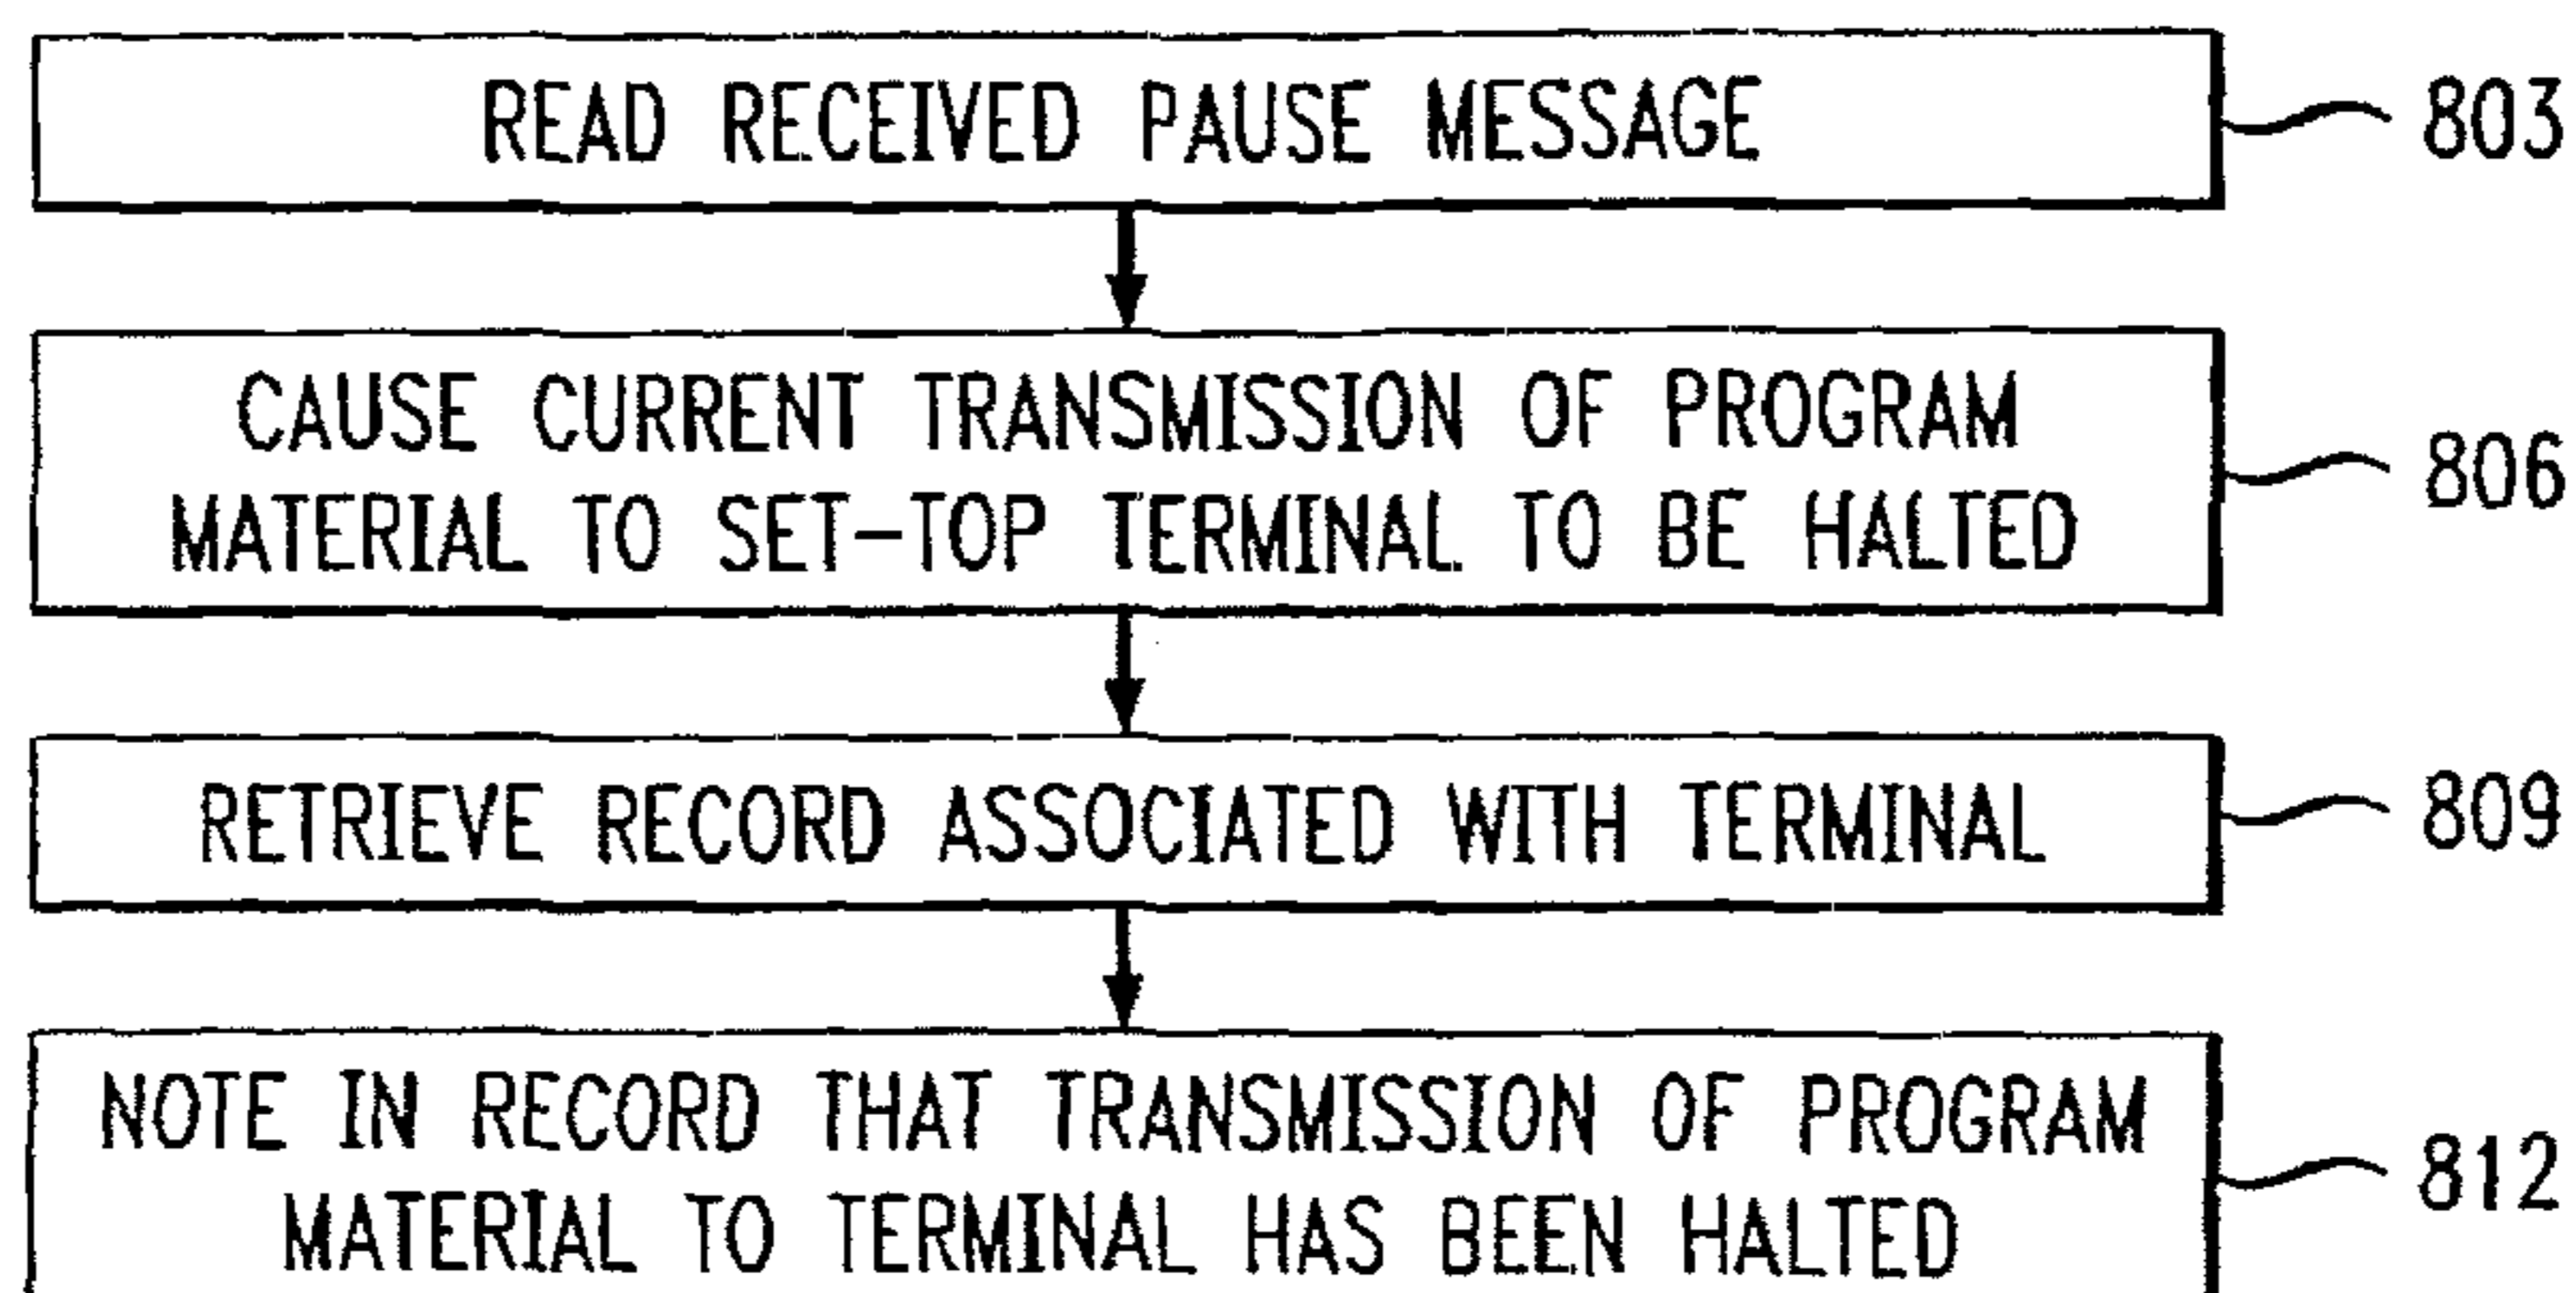 READ RECEIVED PAUSE MESSAGE
803
CAUSE CURRENT TRANSMISSION OF PROGRAM
MATERIAL TO SET-TOP TERMINAL TO BE HALTED
806
RETRIEVE RECORD ASSOCIATED WITH TERMINAL
809
NOTE IN RECORD THAT TRANSMISSION OF PROGRAM
MATERIAL TO TERMINAL HAS BEEN HALTED
812